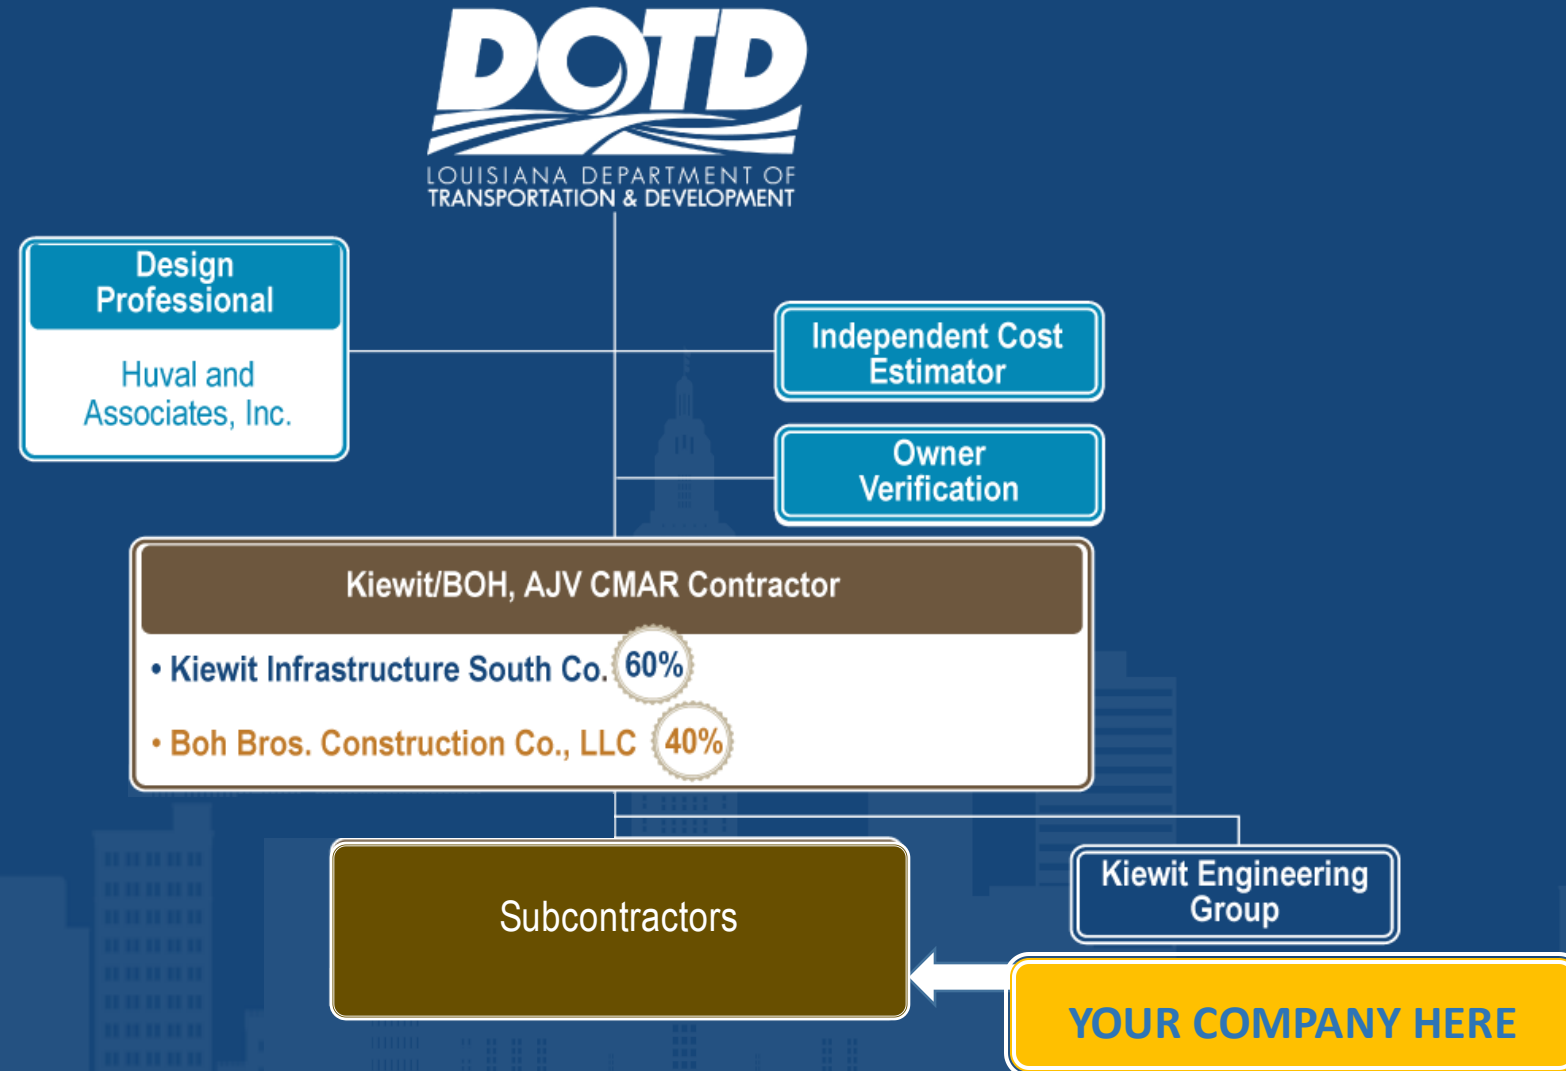 DOTD
LOUISIANA DEPARTMENT OF
TRANSPORTATION & DEVELOPMENT
Design
Professional
Huval and
Associates, Inc.
Independent Cost
Estimator
Owner
Verification
Kiewit/BOH, AJV CMAR Contractor
• Kiewit Infrastructure South Co. 60%
• Boh Bros. Construction Co., LLC 40%
Subcontractors
Kiewit Engineering
Group
YOUR COMPANY HERE